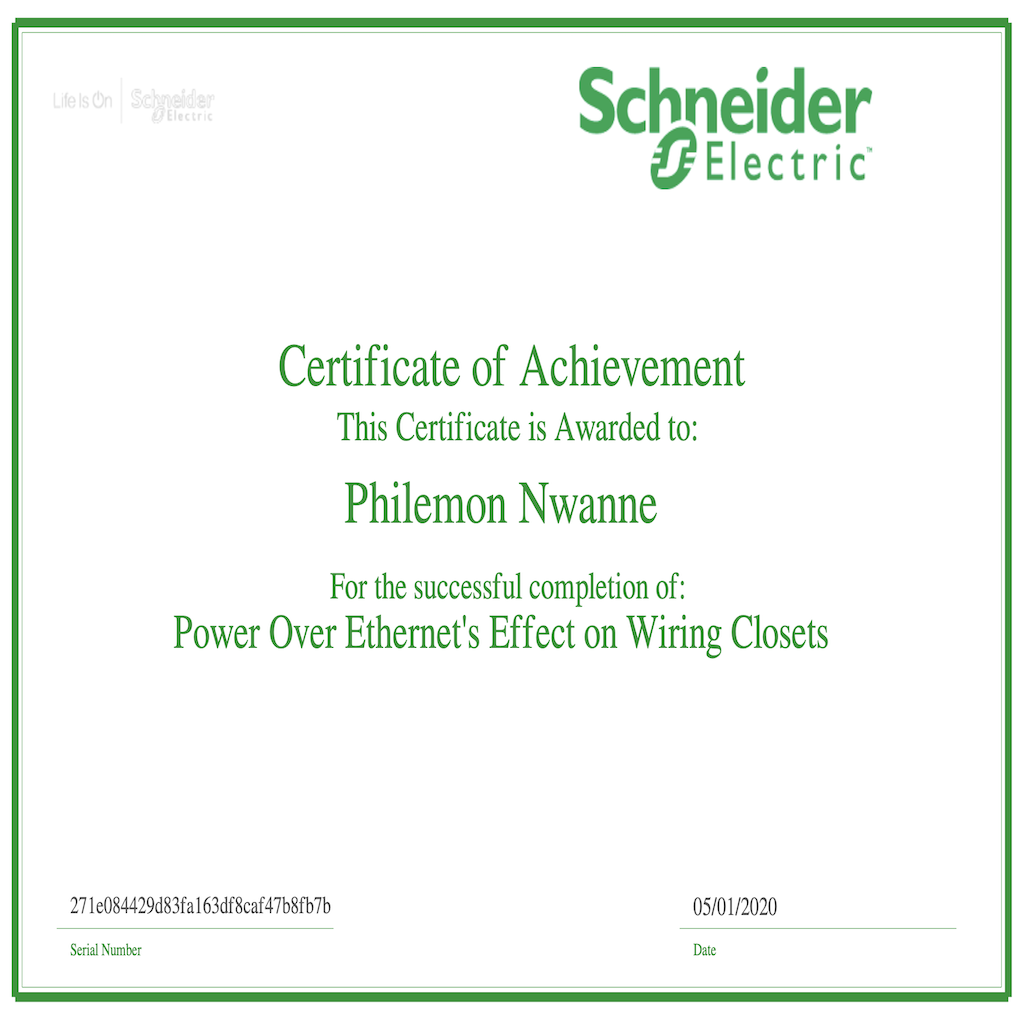 Life Is On | Schneider Electric
Schneider
Electric™
Certificate of Achievement
This Certificate is Awarded to:
Philemon Nwanne
For the successful completion of:
Power Over Ethernet's Effect on Wiring Closets
271e084429d83fa163df8caf47b8fb7b
05/01/2020
Serial Number
Date